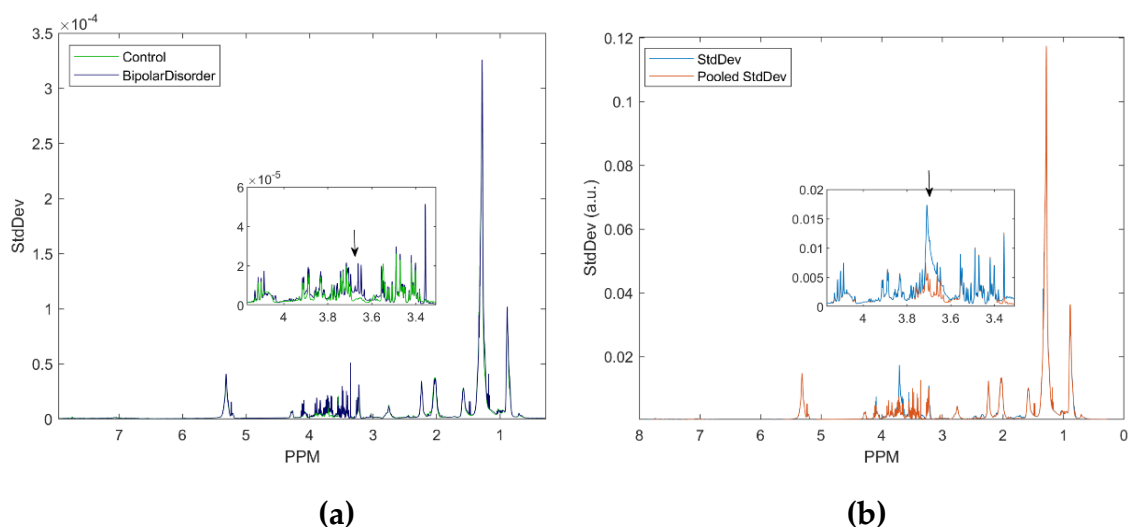 ×10⁻⁴
3.5
3
2.5
2
1.5
1
0.5
0
StdDev
Control
BipolarDisorder
×10⁻⁵
6
4
2
0
4 3.8 3.6 3.4
7 6 5 4 3 2 1
PPM
(a)
0.12
0.1
0.08
0.06
0.04
0.02
StdDev (a.u.)
StdDev
Pooled StdDev
0.02
0.015
0.01
0.005
0
4 3.8 3.6 3.4
8 7 6 5 4 3 2 1 0
PPM
(b)